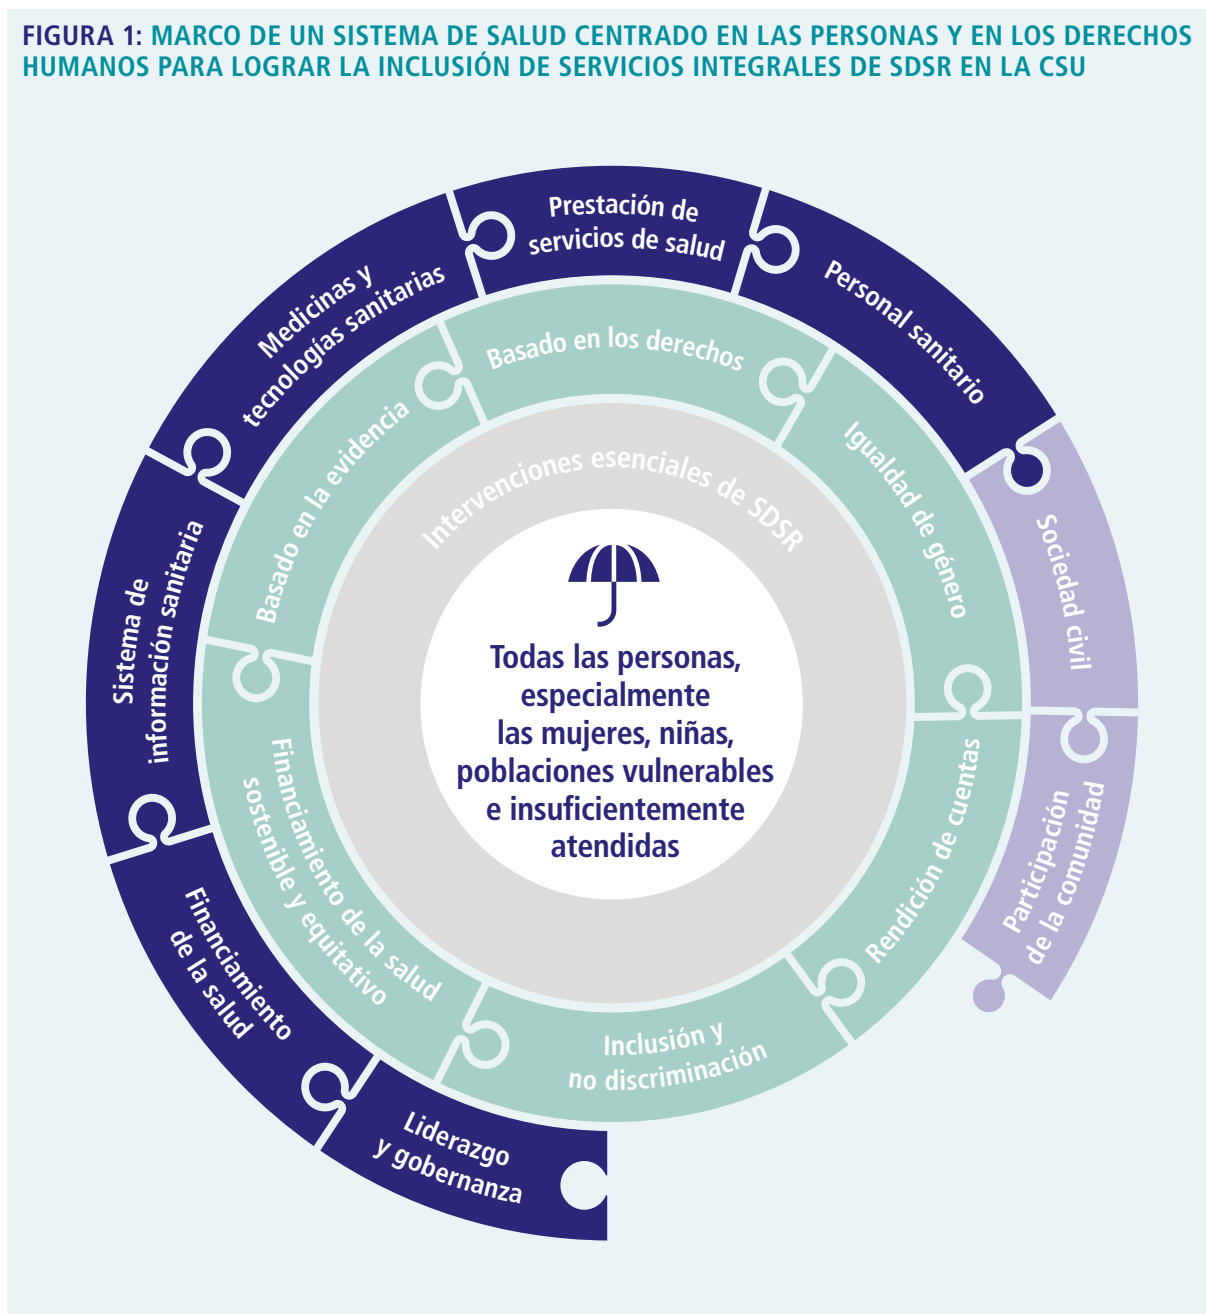 FIGURA 1: MARCO DE UN SISTEMA DE SALUD CENTRADO EN LAS PERSONAS Y EN LOS DERECHOS
HUMANOS PARA LOGRAR LA INCLUSIÓN DE SERVICIOS INTEGRALES DE SDSR EN LA CSU
Prestación de
servicios de salud
Personal sanitario
Sociedad civil
Participación
de la comunidad
Liderazgo
y gobernanza
Financiamiento
de la salud
Sistema de
información sanitaria
Medicinas y
tecnologías sanitarias
Basado en los derechos
Igualdad de género
Rendición de cuentas
Inclusión y
no discriminación
Financiamiento de la salud
sostenible y equitativo
Basado en la evidencia
Intervenciones esenciales de SDSR
Todas las personas,
especialmente
las mujeres, niñas,
poblaciones vulnerables
e insuficientemente
atendidas